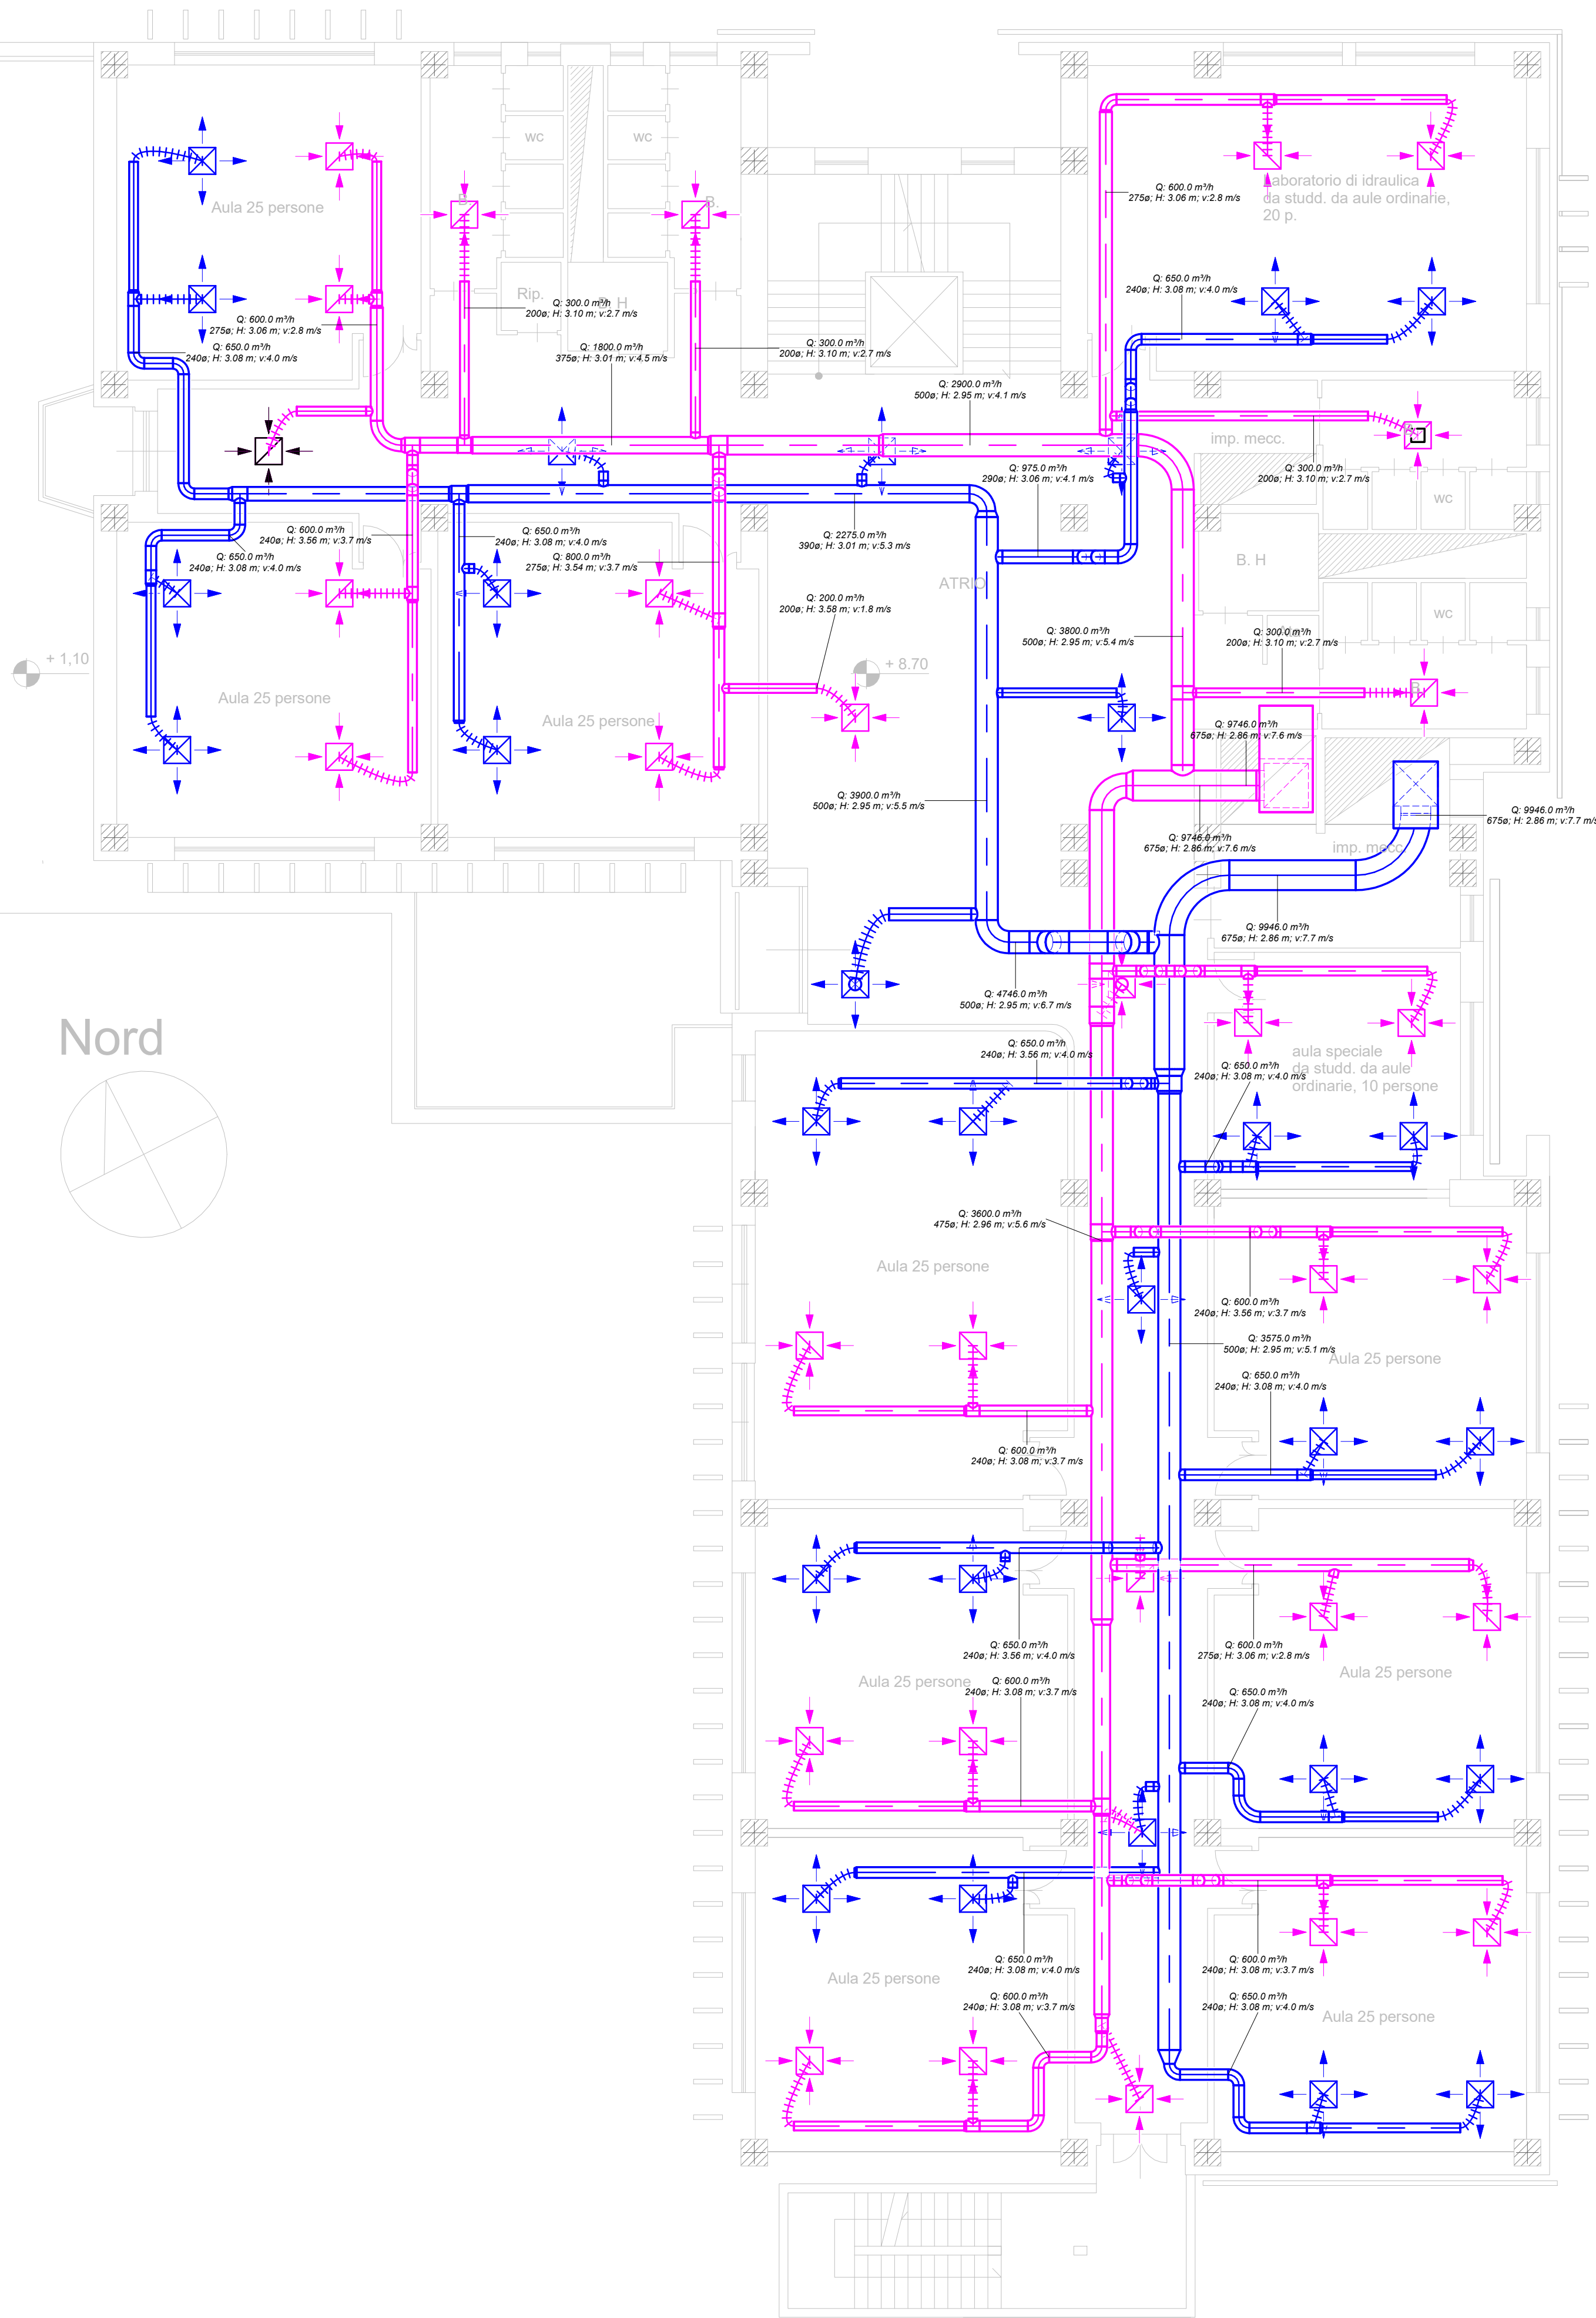 wc
wc
Q: 600.0 m³/h
275ø; H: 3.06 m; v:2.8 m/s
Laboratorio di idraulica
da studd. da aule ordinarie,
20 p.
Aula 25 persone
B.
B.
Q: 650.0 m³/h
240ø; H: 3.08 m; v:4.0 m/s
Rip.
H
Q: 300.0 m³/h
200ø; H: 3.10 m; v:2.7 m/s
Q: 600.0 m³/h
275ø; H: 3.06 m; v:2.8 m/s
Q: 650.0 m³/h
240ø; H: 3.08 m; v:4.0 m/s
Q: 1800.0 m³/h
375ø; H: 3.01 m; v:4.5 m/s
Q: 300.0 m³/h
200ø; H: 3.10 m; v:2.7 m/s
Q: 2900.0 m³/h
500ø; H: 2.95 m; v:4.1 m/s
imp. mecc.
Q: 975.0 m³/h
290ø; H: 3.06 m; v:4.1 m/s
Q: 300.0 m³/h
200ø; H: 3.10 m; v:2.7 m/s
wc
Q: 600.0 m³/h
240ø; H: 3.56 m; v:3.7 m/s
Q: 650.0 m³/h
240ø; H: 3.08 m; v:4.0 m/s
Q: 2275.0 m³/h
390ø; H: 3.01 m; v:5.3 m/s
Q: 650.0 m³/h
240ø; H: 3.08 m; v:4.0 m/s
Q: 800.0 m³/h
275ø; H: 3.54 m; v:3.7 m/s
B. H
ATRIO
Q: 200.0 m³/h
200ø; H: 3.58 m; v:1.8 m/s
wc
Q: 3800.0 m³/h
500ø; H: 2.95 m; v:5.4 m/s
Q: 300.0 m³/h
200ø; H: 3.10 m; v:2.7 m/s
+ 1,10
+ 8.70
Aula 25 persone
Aula 25 persone
B.
Q: 9746.0 m³/h
675ø; H: 2.86 m; v:7.6 m/s
Q: 3900.0 m³/h
500ø; H: 2.95 m; v:5.5 m/s
Q: 9946.0 m³/h
675ø; H: 2.86 m; v:7.7 m/s
Q: 9746.0 m³/h
675ø; H: 2.86 m; v:7.6 m/s
imp. mecc.
Q: 9946.0 m³/h
675ø; H: 2.86 m; v:7.7 m/s
Q: 4746.0 m³/h
500ø; H: 2.95 m; v:6.7 m/s
Nord
Q: 650.0 m³/h
240ø; H: 3.56 m; v:4.0 m/s
aula speciale
da studd. da aule
ordinarie, 10 persone
Q: 650.0 m³/h
240ø; H: 3.08 m; v:4.0 m/s
Q: 3600.0 m³/h
475ø; H: 2.96 m; v:5.6 m/s
Aula 25 persone
Q: 600.0 m³/h
240ø; H: 3.56 m; v:3.7 m/s
Q: 3575.0 m³/h
500ø; H: 2.95 m; v:5.1 m/s
Aula 25 persone
Q: 650.0 m³/h
240ø; H: 3.08 m; v:4.0 m/s
Q: 600.0 m³/h
240ø; H: 3.08 m; v:3.7 m/s
Q: 650.0 m³/h
240ø; H: 3.56 m; v:4.0 m/s
Q: 600.0 m³/h
275ø; H: 3.06 m; v:2.8 m/s
Aula 25 persone
Aula 25 persone
Q: 600.0 m³/h
240ø; H: 3.08 m; v:3.7 m/s
Q: 650.0 m³/h
240ø; H: 3.08 m; v:4.0 m/s
Q: 650.0 m³/h
240ø; H: 3.08 m; v:4.0 m/s
Q: 600.0 m³/h
240ø; H: 3.08 m; v:3.7 m/s
Aula 25 persone
Q: 600.0 m³/h
240ø; H: 3.08 m; v:3.7 m/s
Q: 650.0 m³/h
240ø; H: 3.08 m; v:4.0 m/s
Aula 25 persone